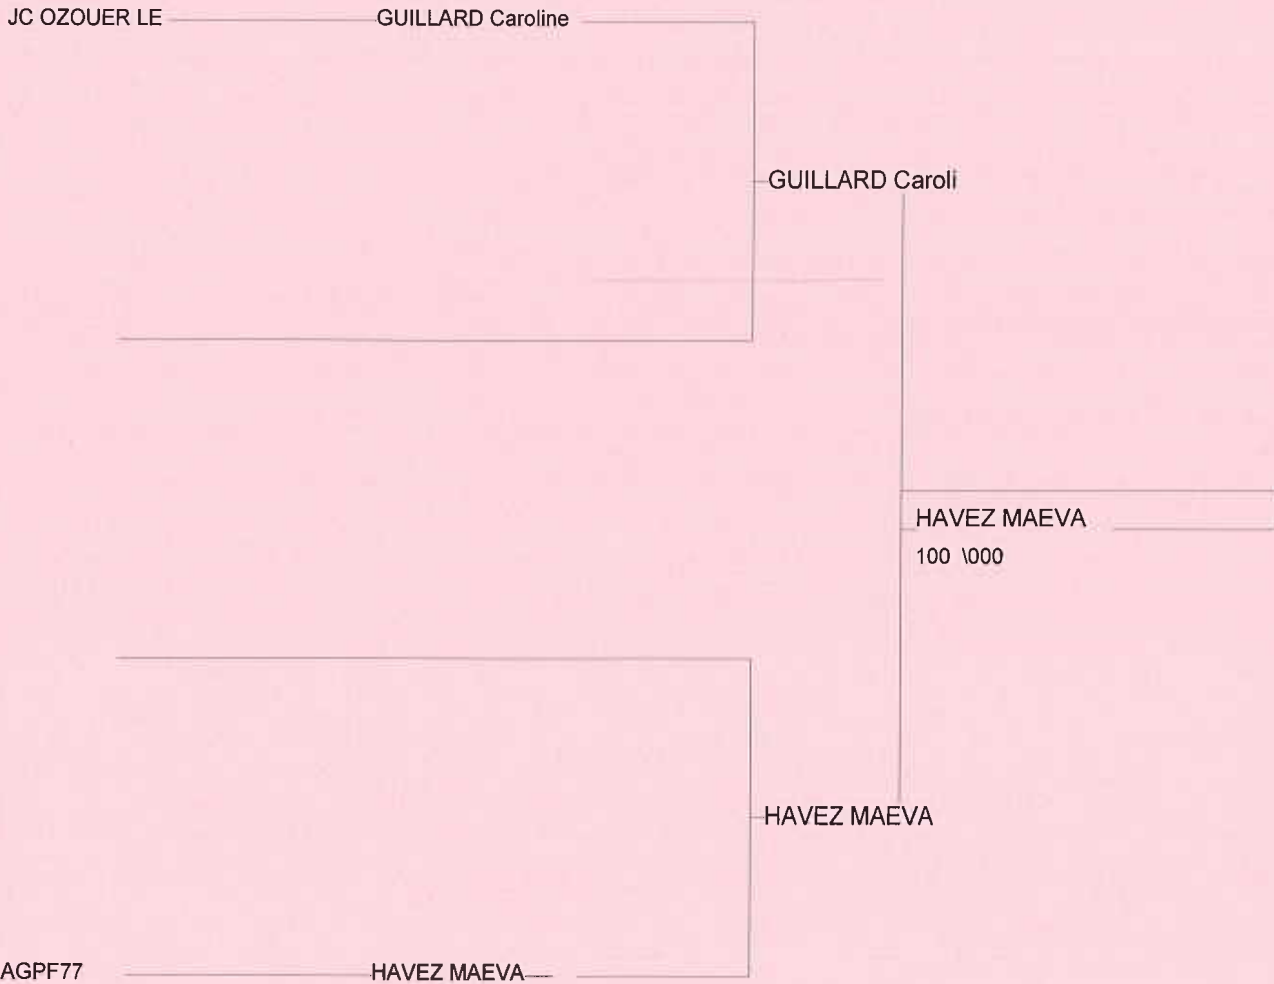 JC OZOUER LE GUILLARD Caroline
GUILLARD Caroli
HAVEZ MAEVA
100 \000
HAVEZ MAEVA
AGPF77 HAVEZ MAEVA